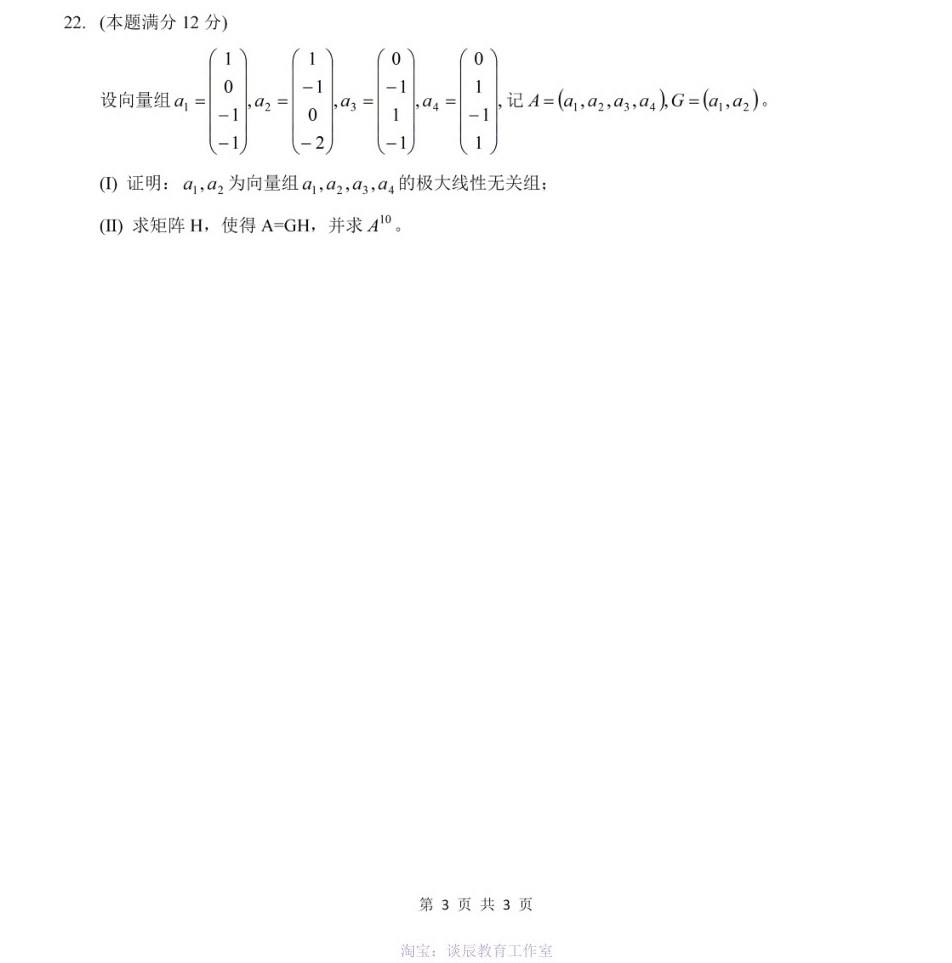 22. (本题满分 12 分)
设向量组 a₁ = (1 0 −1 −1), a₂ = (1 −1 0 −2), a₃ = (0 −1 1 −1), a₄ = (0 1 −1 1), 记 A = (a₁, a₂, a₃, a₄), G = (a₁, a₂)。
(I) 证明: a₁, a₂ 为向量组 a₁, a₂, a₃, a₄ 的极大线性无关组;
(II) 求矩阵 H，使得 A=GH，并求 A¹⁰。
第 3 页 共 3 页
淘宝：谈辰教育工作室